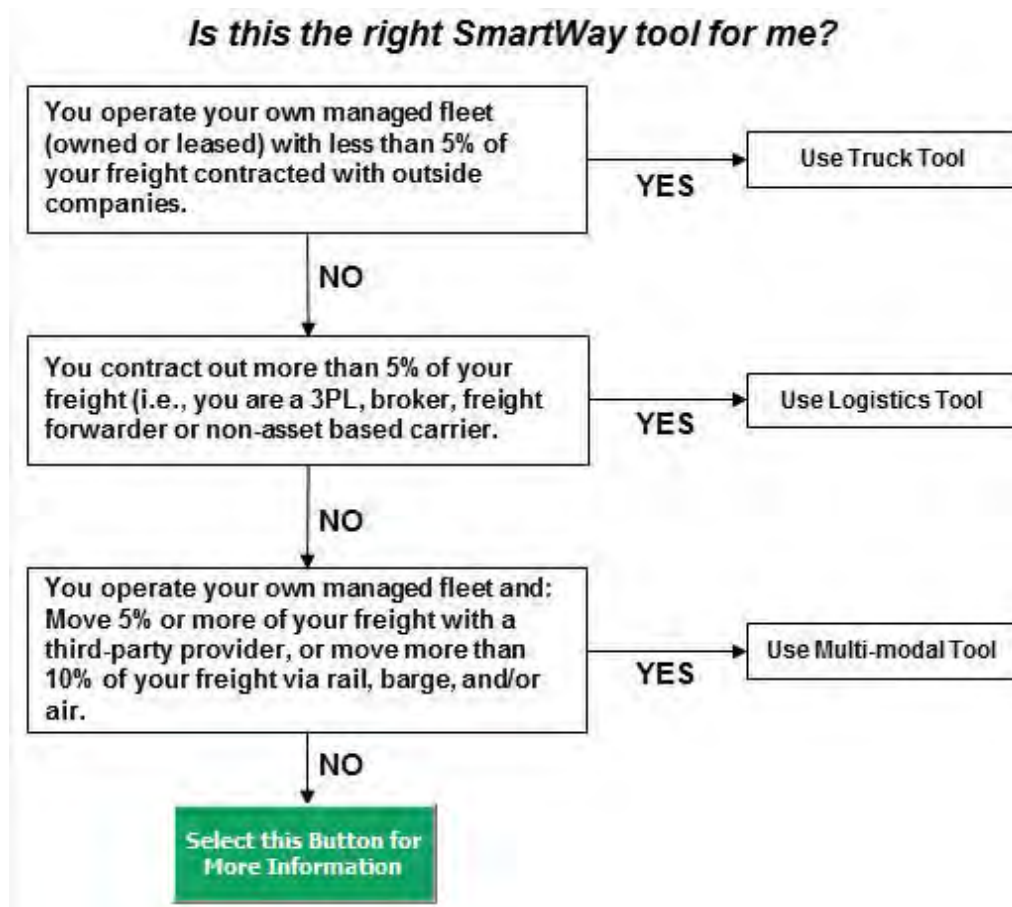 Is this the right SmartWay tool for me?
You operate your own managed fleet
(owned or leased) with less than 5% of
your freight contracted with outside
companies.
YES
Use Truck Tool
NO
You contract out more than 5% of your
freight (i.e., you are a 3PL, broker, freight
forwarder or non-asset based carrier.
YES
Use Logistics Tool
NO
You operate your own managed fleet and:
Move 5% or more of your freight with a
third-party provider, or move more than
10% of your freight via rail, barge, and/or
air.
YES
Use Multi-modal Tool
NO
Select this Button for
More Information